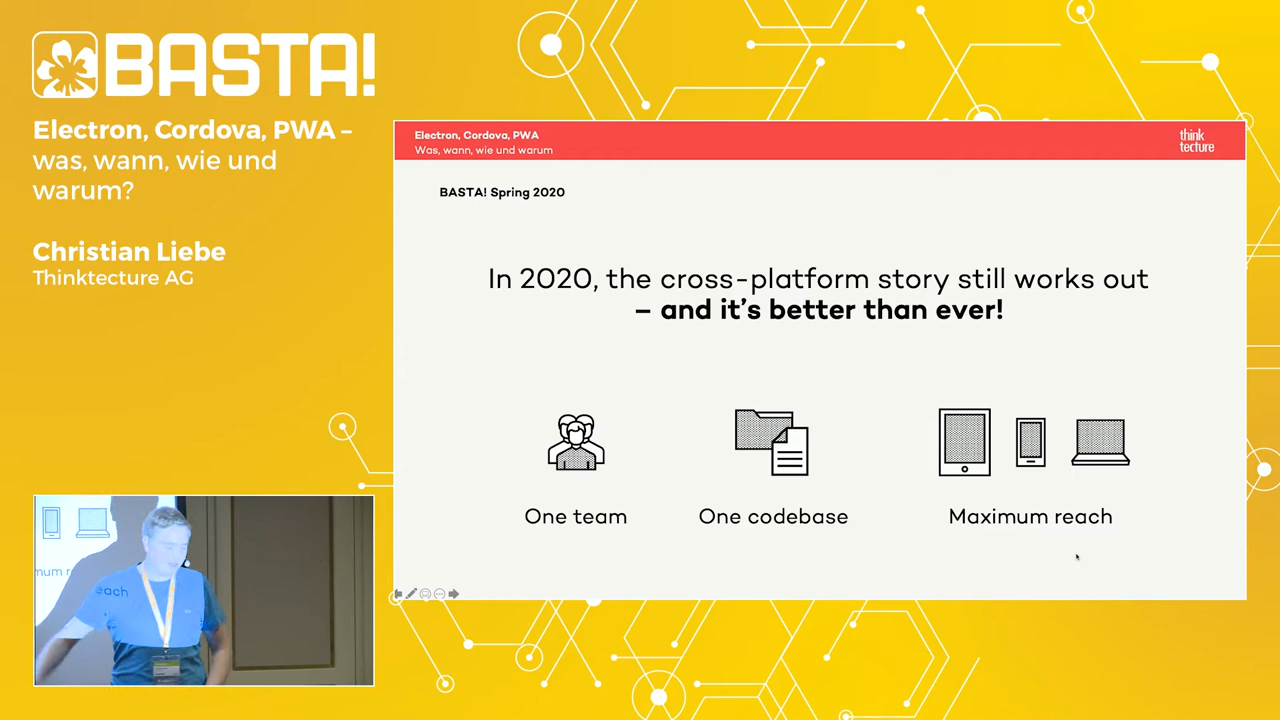 BASTA!
Electron, Cordova, PWA –
was, wann, wie und
warum?
Christian Liebe
Thinktecture AG
Electron, Cordova, PWA
Was, wann, wie und warum
think
tecture
BASTA! Spring 2020
In 2020, the cross-platform story still works out
– and it's better than ever!
One team
One codebase
Maximum reach
mum r
each